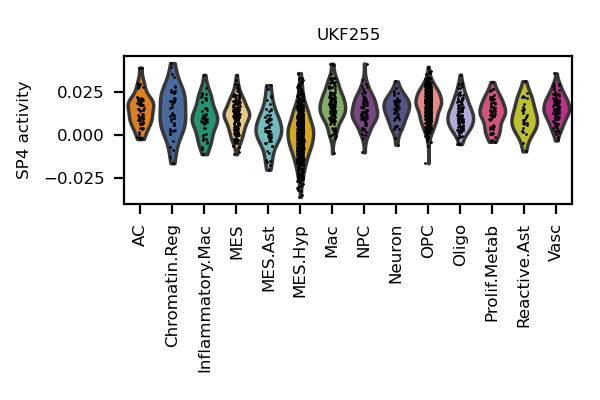 UKF255
SP4 activity
0.025
0.000
−0.025
AC
Chromatin.Reg
Inflammatory.Mac
MES
MES.Ast
MES.Hyp
Mac
NPC
Neuron
OPC
Oligo
Prolif.Metab
Reactive.Ast
Vasc